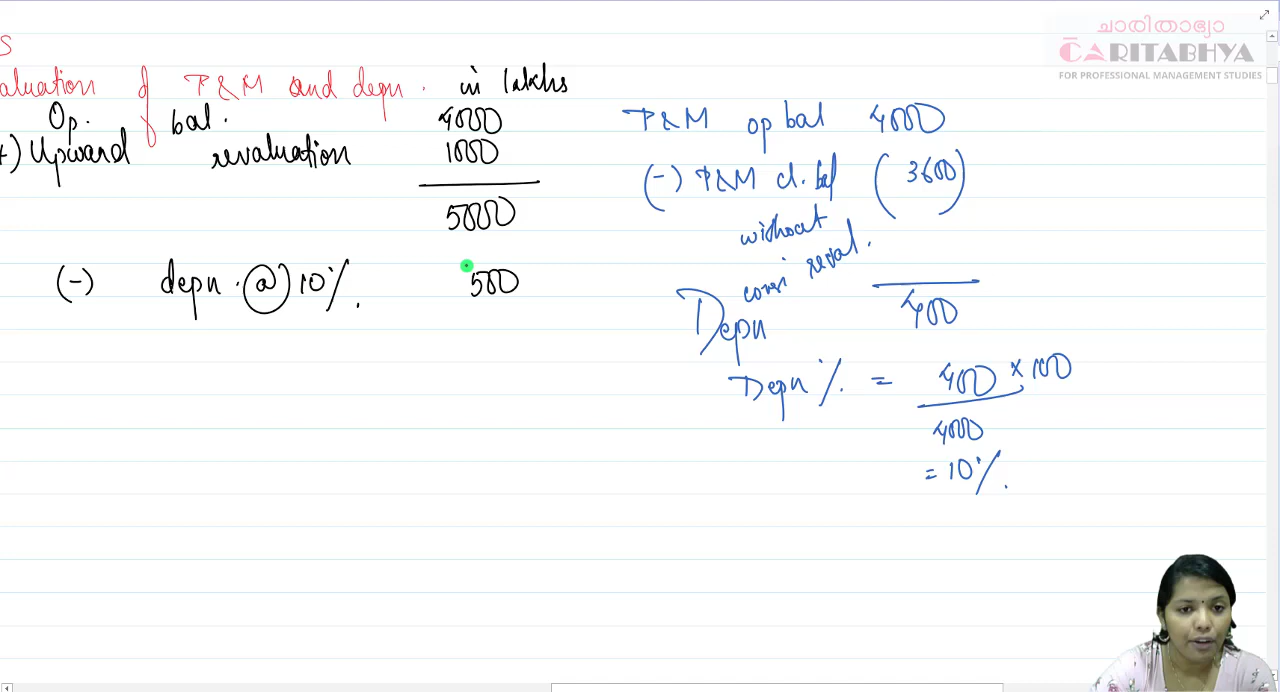 ചാരിതാഭ്യാ
CARITABHYA
FOR PROFESSIONAL MANAGEMENT STUDIES
s
aluation of P&M and depn. in lakhs
Op. bal. 4000
+) Upward revaluation 1000
5000
(-) depn. @ 10%. 500
P&M op bal 4000
(-) P&M cl. bal (3600)
without
consi reval.
Depn 400
Depn % = 400 x 100
4000
= 10%.